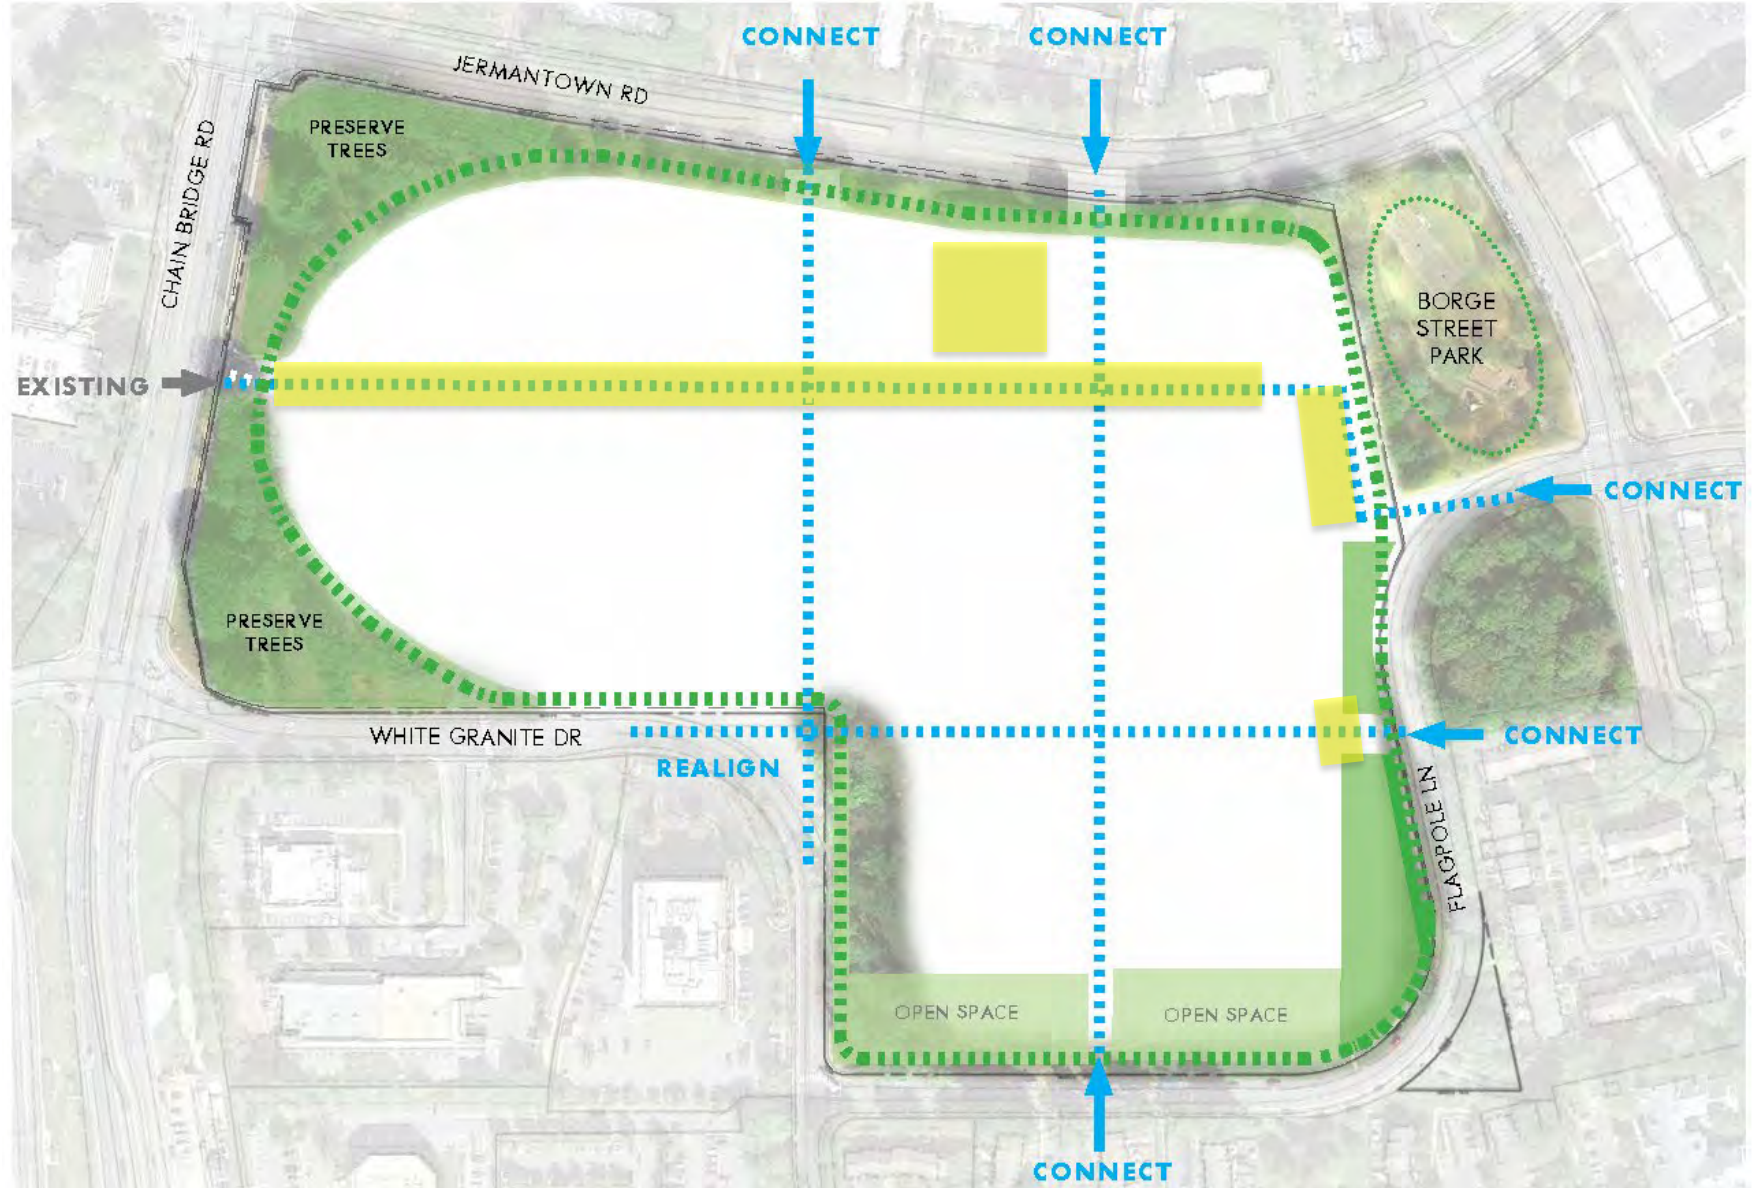 CONNECT
CONNECT
JERMANTOWN RD
PRESERVE
TREES
CHAIN BRIDGE RD
BORGE
STREET
PARK
EXISTING
CONNECT
PRESERVE
TREES
WHITE GRANITE DR
CONNECT
REALIGN
FLAGPOLE LN
OPEN SPACE
OPEN SPACE
CONNECT